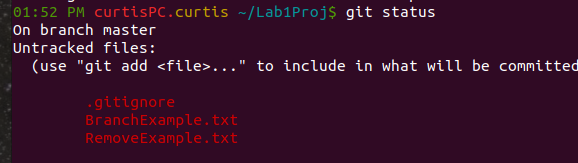 01:52 PM curtisPC.curtis ~/Lab1Proj$ git status
On branch master
Untracked files:
  (use "git add <file>..." to include in what will be committed
.gitignore
BranchExample.txt
RemoveExample.txt